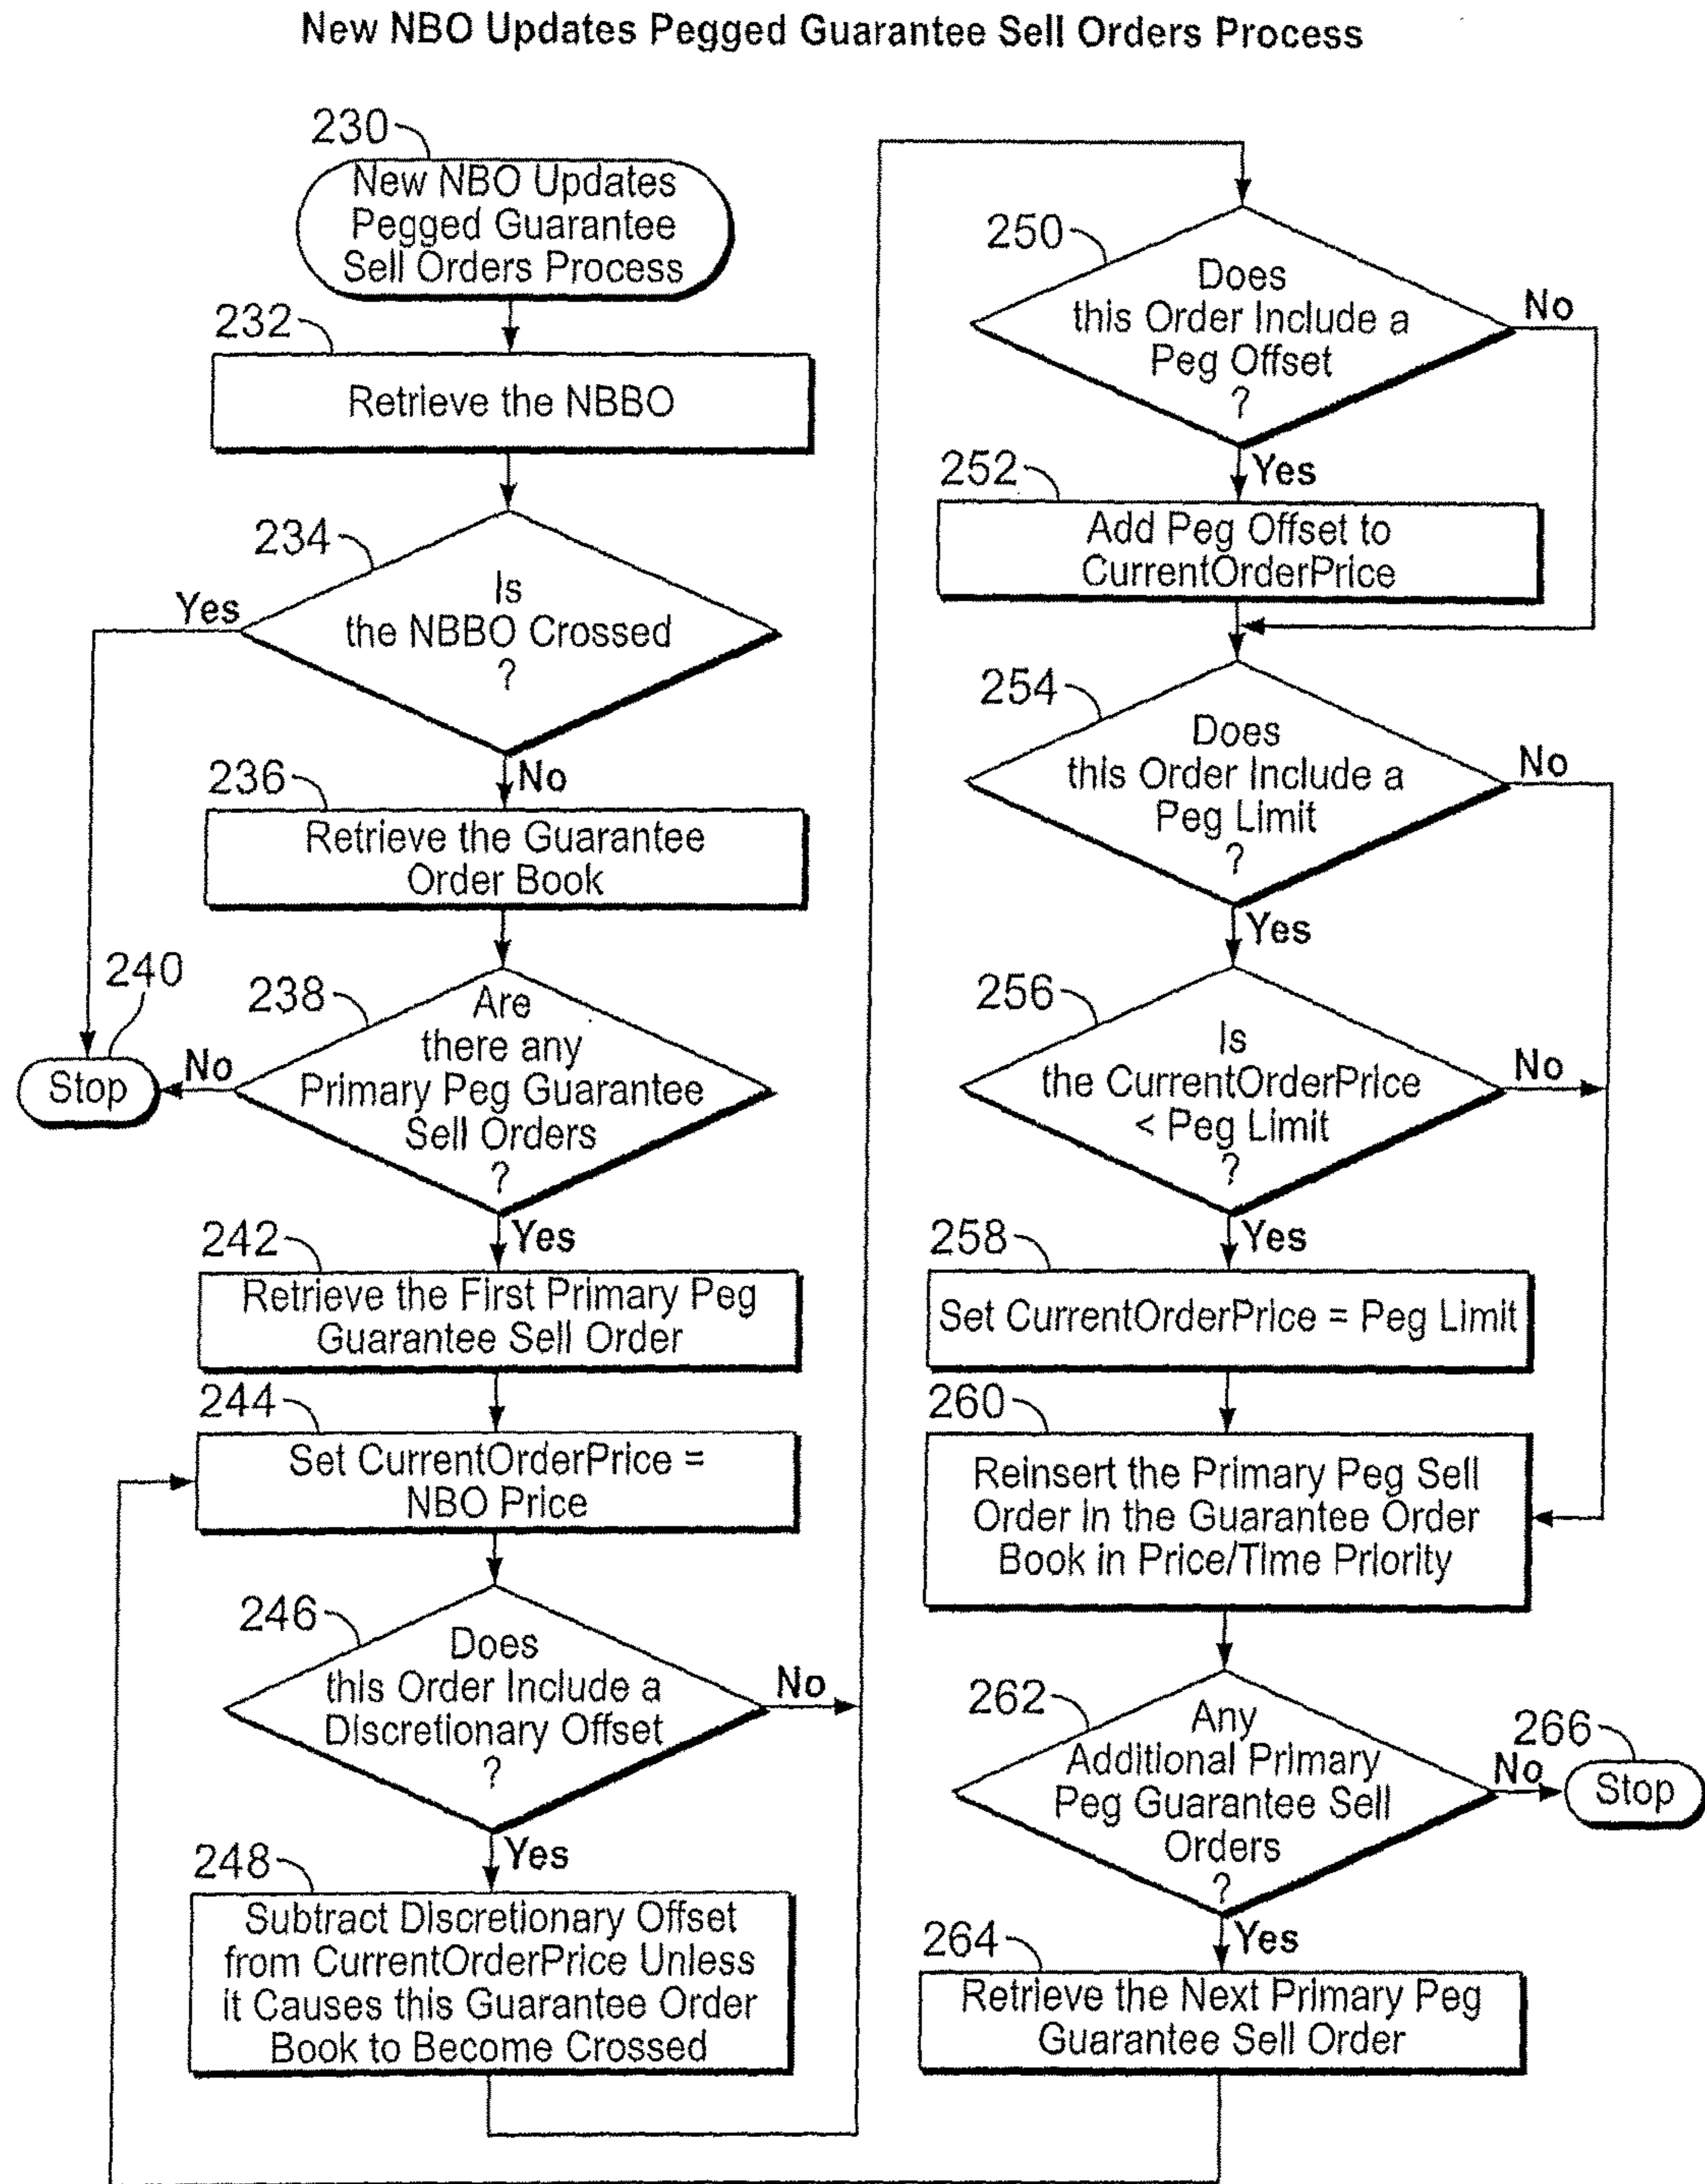 New NBO Updates Pegged Guarantee Sell Orders Process
230
New NBO Updates
Pegged Guarantee
Sell Orders Process
232
Retrieve the NBBO
234
Is
the NBBO Crossed
?
Yes
No
236
Retrieve the Guarantee
Order Book
238
Are
there any
Primary Peg Guarantee
Sell Orders
?
No
240
Stop
Yes
242
Retrieve the First Primary Peg
Guarantee Sell Order
244
Set CurrentOrderPrice =
NBO Price
246
Does
this Order Include a
Discretionary Offset
?
No
Yes
248
Subtract Discretionary Offset
from CurrentOrderPrice Unless
it Causes this Guarantee Order
Book to Become Crossed
250
Does
this Order Include a
Peg Offset
?
No
Yes
252
Add Peg Offset to
CurrentOrderPrice
254
Does
this Order Include a
Peg Limit
?
No
Yes
256
Is
the CurrentOrderPrice
< Peg Limit
?
No
Yes
258
Set CurrentOrderPrice = Peg Limit
260
Reinsert the Primary Peg Sell
Order in the Guarantee Order
Book in Price/Time Priority
262
Any
Additional Primary
Peg Guarantee Sell
Orders
?
No
266
Stop
Yes
264
Retrieve the Next Primary Peg
Guarantee Sell Order